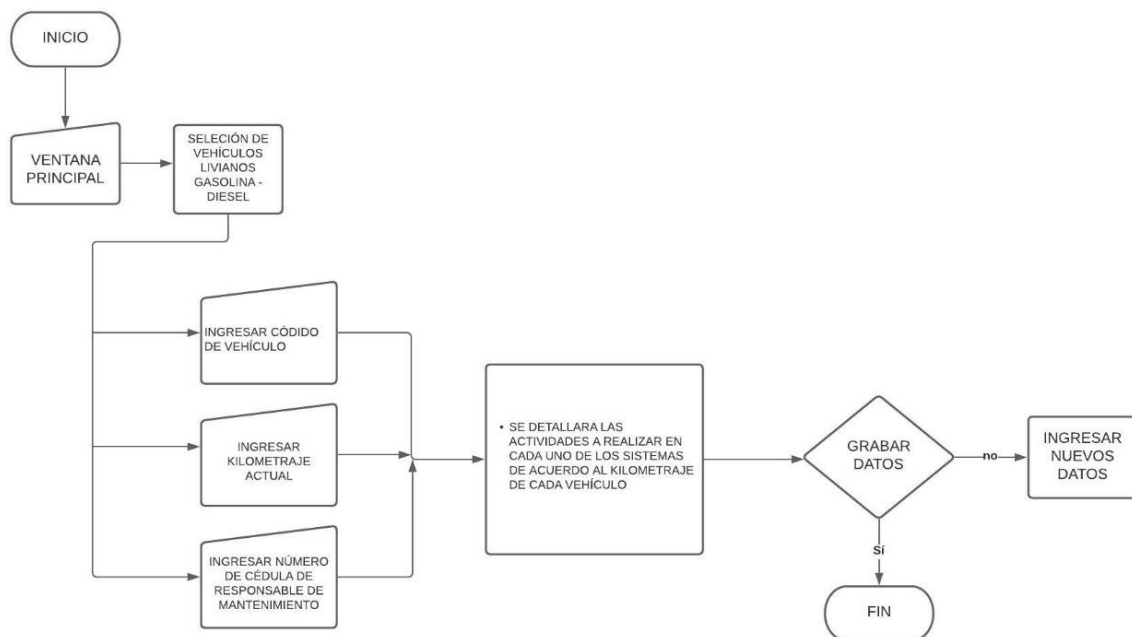 INICIO
VENTANA
PRINCIPAL
SELECIÓN DE
VEHÍCULOS
LIVIANOS
GASOLINA -
DIESEL
INGRESAR CÓDIDO
DE VEHÍCULO
INGRESAR
KILOMETRAJE
ACTUAL
INGRESAR NÚMERO
DE CÉDULA DE
RESPONSABLE DE
MANTENIMIENTO
• SE DETALLARA LAS
ACTIVIDADES A REALIZAR EN
CADA UNO DE LOS SISTEMAS
DE ACUERDO AL KILOMETRAJE
DE CADA VEHÍCULO
GRABAR
DATOS
no
INGRESAR
NUEVOS
DATOS
Sí
FIN